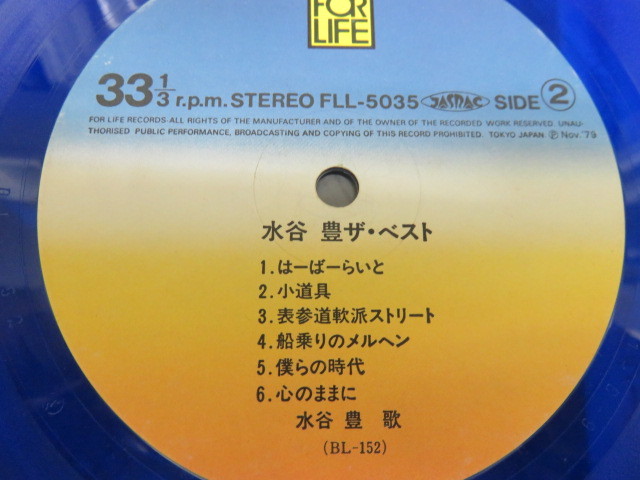 FOR
LIFE
33 1/3 r.p.m. STEREO FLL-5035 JASRAC SIDE 2
FOR LIFE RECORDS·ALL RIGHTS OF THE MANUFACTURER AND OF THE OWNER OF THE RECORDED WORK RESERVED. UNAU-
THORISED PUBLIC PERFORMANCE, BROADCASTING AND COPYING OF THIS RECORD PROHIBITED. TOKYO JAPAN. Ⓟ Nov.'79
水谷 豊ザ・ベスト
1.はーばーらいと
2.小道具
3.表参道軟派ストリート
4.船乗りのメルヘン
5.僕らの時代
6.心のままに
水谷 豊 歌
(BL-152)